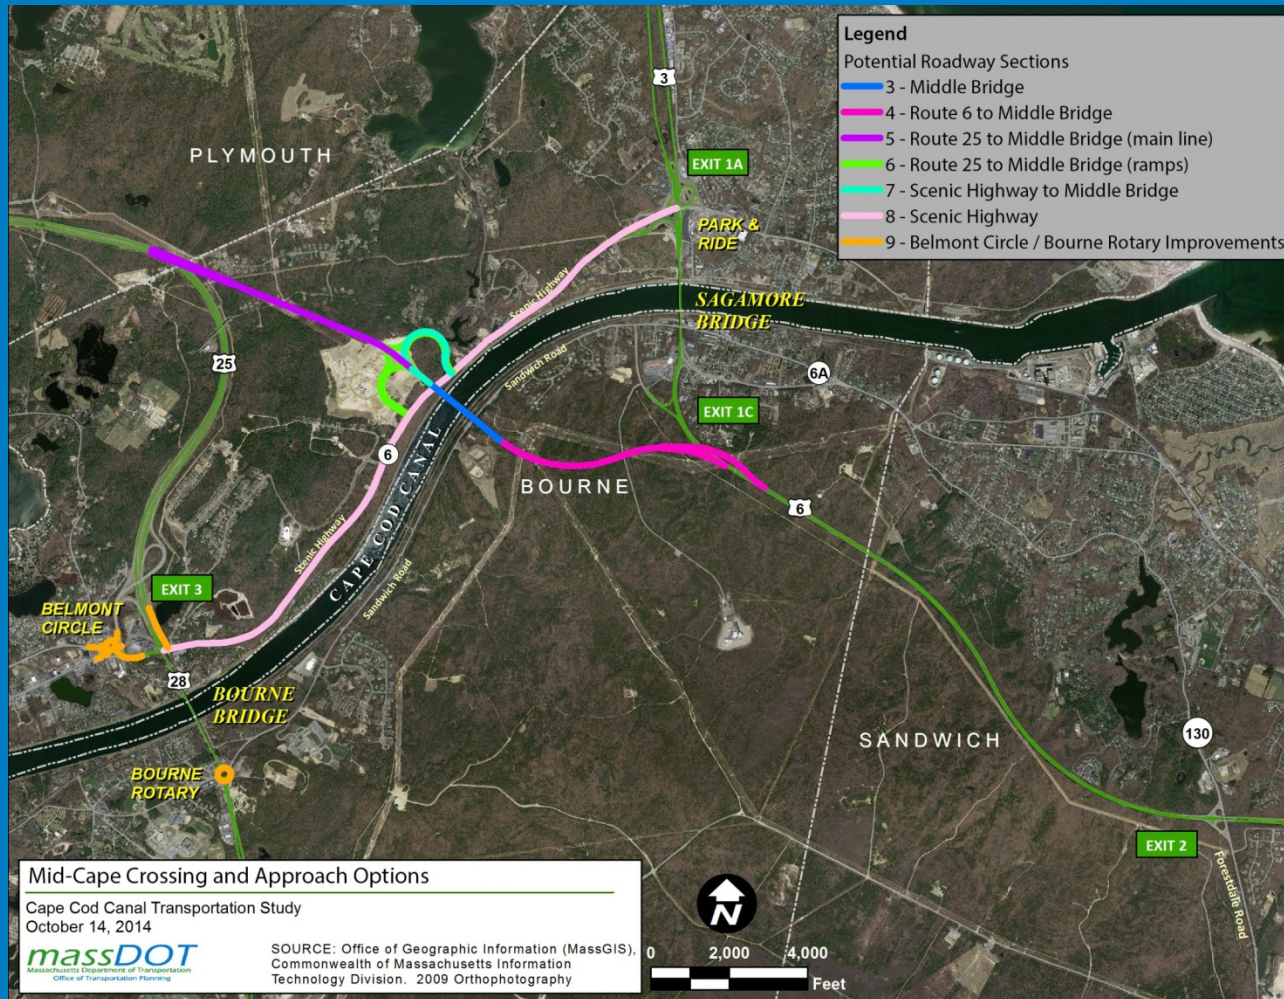 Legend
Potential Roadway Sections
3 - Middle Bridge
4 - Route 6 to Middle Bridge
5 - Route 25 to Middle Bridge (main line)
6 - Route 25 to Middle Bridge (ramps)
7 - Scenic Highway to Middle Bridge
8 - Scenic Highway
9 - Belmont Circle / Bourne Rotary Improvements
3
PLYMOUTH
EXIT 1A
PARK &
RIDE
Scenic Highway
SAGAMORE
BRIDGE
25
Sandwich Road
6A
EXIT 1C
6
BOURNE
6
CAPE COD CANAL
Scenic Highway
Sandwich Road
EXIT 3
BELMONT
CIRCLE
28
BOURNE
BRIDGE
SANDWICH
130
BOURNE
ROTARY
EXIT 2
Forestdale Road
Mid-Cape Crossing and Approach Options
Cape Cod Canal Transportation Study
October 14, 2014
massDOT
Massachusetts Department of Transportation
Office of Transportation Planning
SOURCE: Office of Geographic Information (MassGIS),
Commonwealth of Massachusetts Information
Technology Division. 2009 Orthophotography
N
0 2,000 4,000
Feet